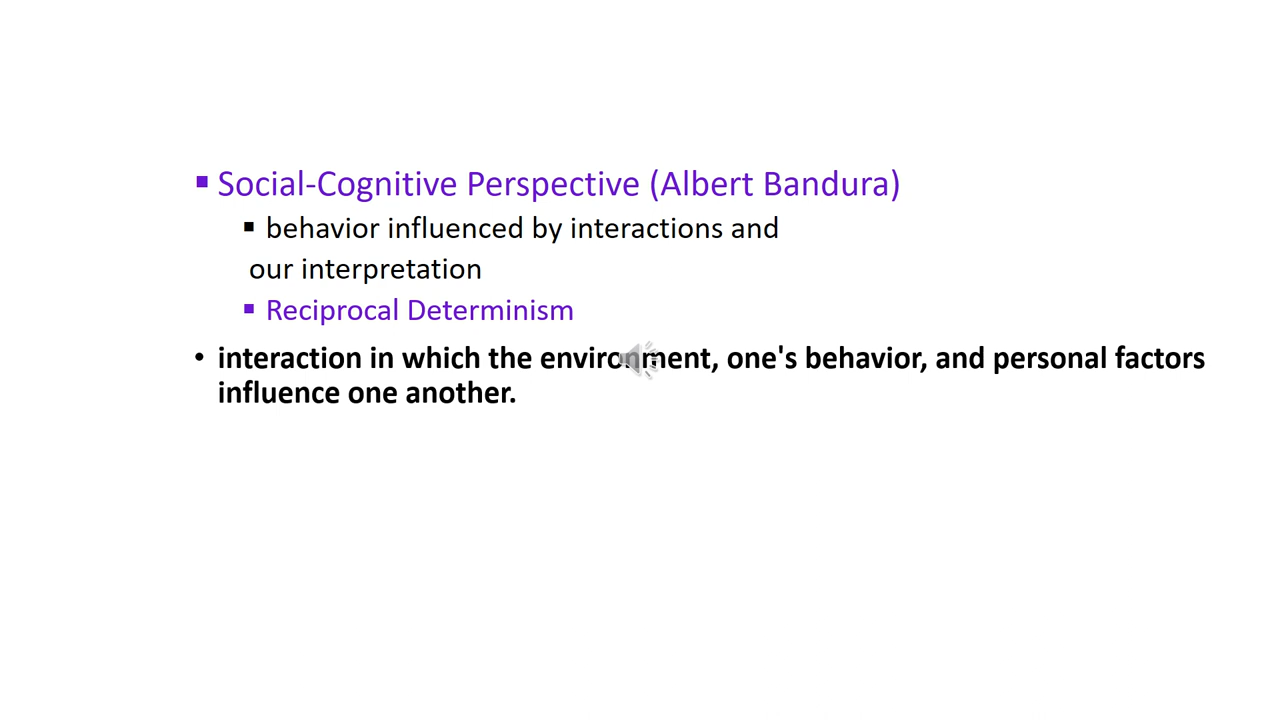 ▪ Social-Cognitive Perspective (Albert Bandura)
▪ behavior influenced by interactions and
our interpretation
▪ Reciprocal Determinism
• interaction in which the environment, one's behavior, and personal factors
influence one another.